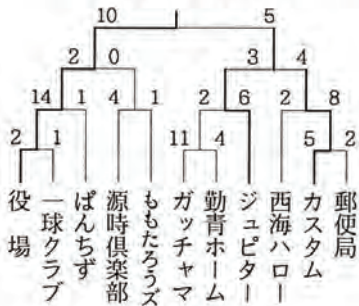 10 5
2 0 3 4
14 1 4 1 2 6 2 8
2 1 11 4 5 2
役場
一球クラブ
ぱんちず
源時倶楽部
ももたろうズ
ガッチャマ
勤青ホーム
ジュピター
西海ハロー
カスタム
郵便局